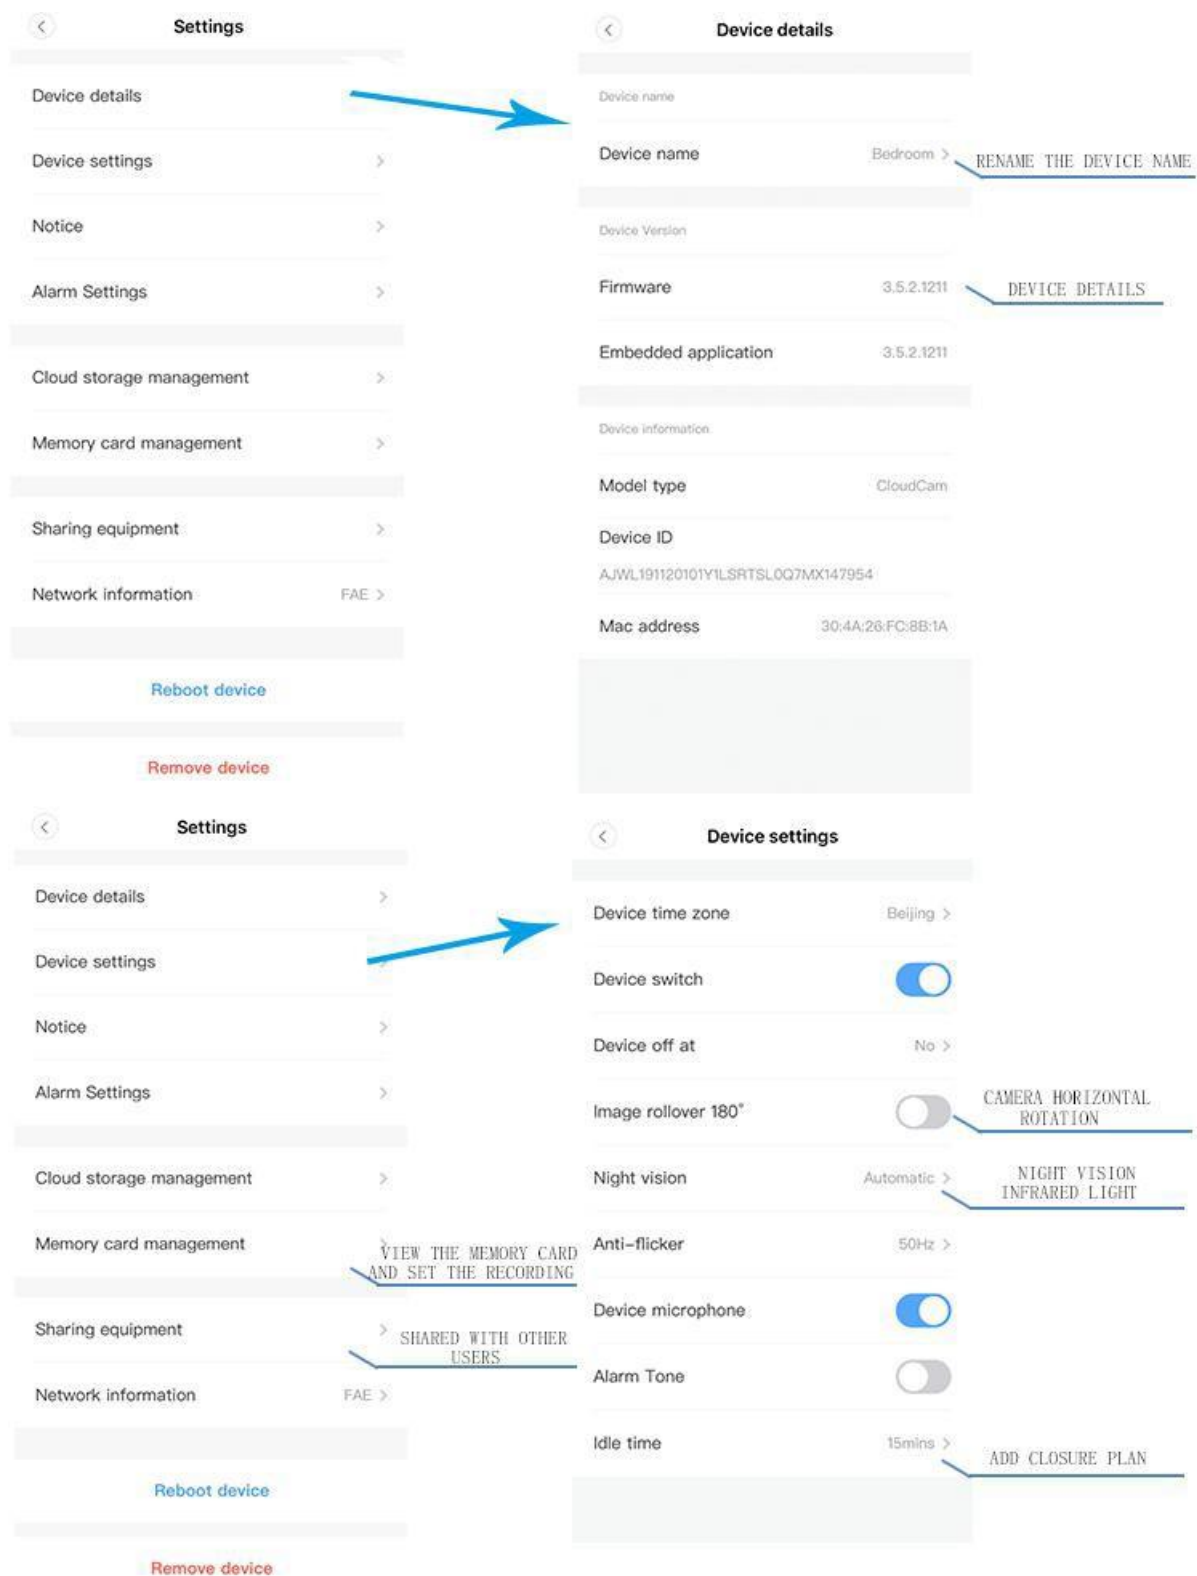 Settings
Device details
Device settings
Notice
Alarm Settings
Cloud storage management
Memory card management
Sharing equipment
Network information FAE
Reboot device
Remove device
Device details
Device name
Device name Bedroom
RENAME THE DEVICE NAME
Device Version
Firmware 3.5.2.1211
DEVICE DETAILS
Embedded application 3.5.2.1211
Device information
Model type CloudCam
Device ID
AJWL191120101Y1LSRTSL0Q7MX147954
Mac address 30:4A:26:FC:8B:1A
Settings
Device details
Device settings
Notice
Alarm Settings
Cloud storage management
Memory card management
VIEW THE MEMORY CARD
AND SET THE RECORDING
Sharing equipment
SHARED WITH OTHER
USERS
Network information FAE
Reboot device
Remove device
Device settings
Device time zone Beijing
Device switch
Device off at No
Image rollover 180°
CAMERA HORIZONTAL
ROTATION
Night vision Automatic
NIGHT VISION
INFRARED LIGHT
Anti-flicker 50Hz
Device microphone
Alarm Tone
Idle time 15mins
ADD CLOSURE PLAN